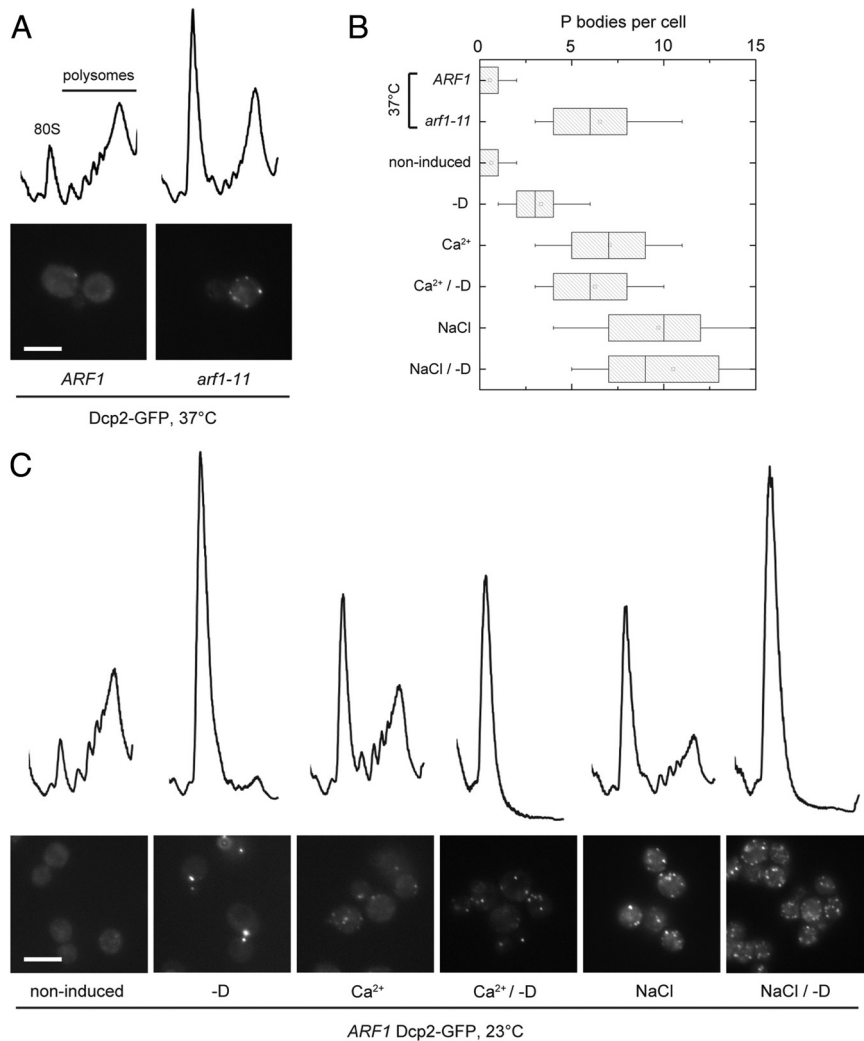 A
polysomes
80S
ARF1
arf1-11
Dcp2-GFP, 37°C
B
P bodies per cell
0 5 10 15
37°C
ARF1
arf1-11
non-induced
-D
Ca²⁺
Ca²⁺ / -D
NaCl
NaCl / -D
C
non-induced -D Ca²⁺ Ca²⁺ / -D NaCl NaCl / -D
ARF1 Dcp2-GFP, 23°C